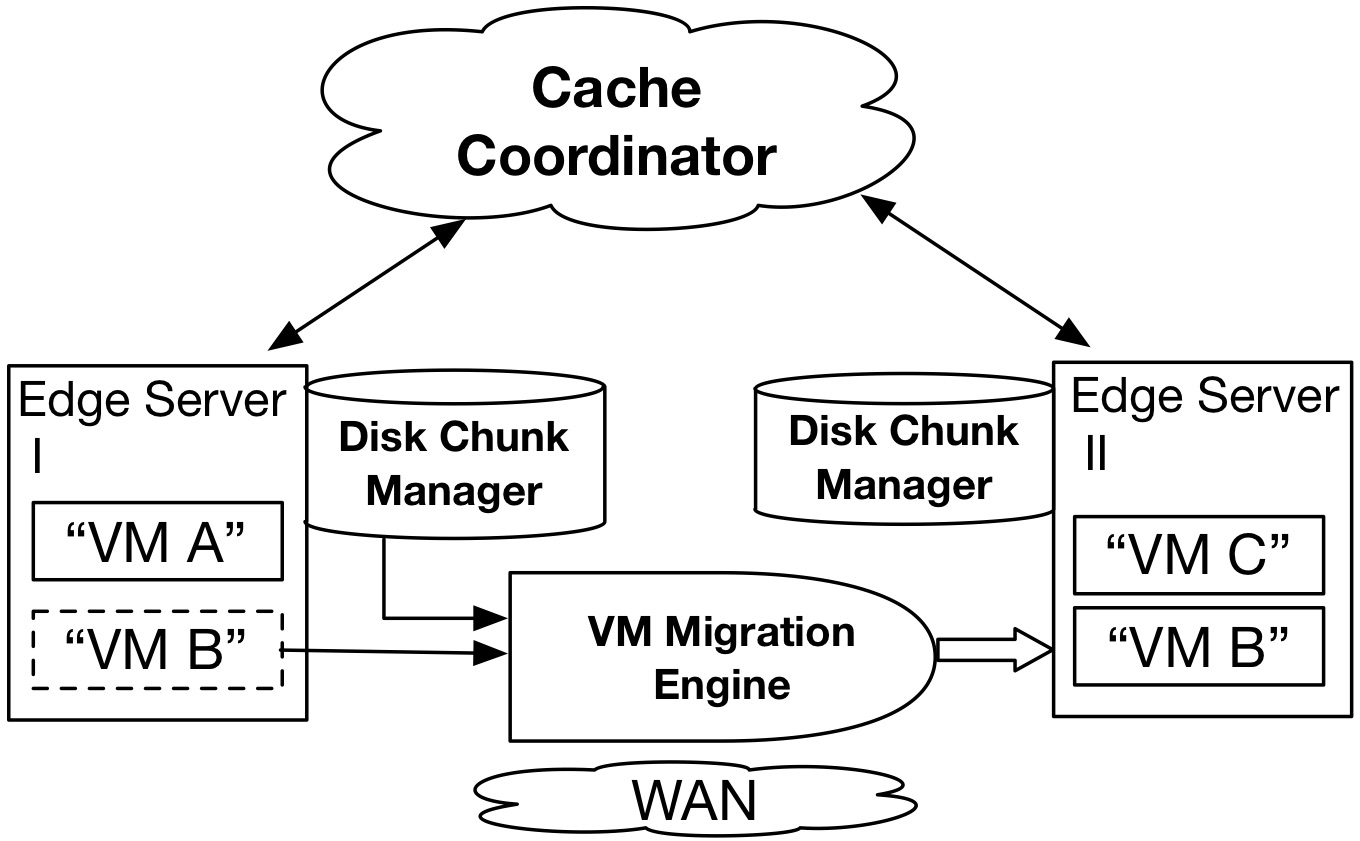 Cache
Coordinator
Edge Server
I
Disk Chunk
Manager
“VM A”
“VM B”
Disk Chunk
Manager
Edge Server
II
“VM C”
“VM B”
VM Migration
Engine
WAN